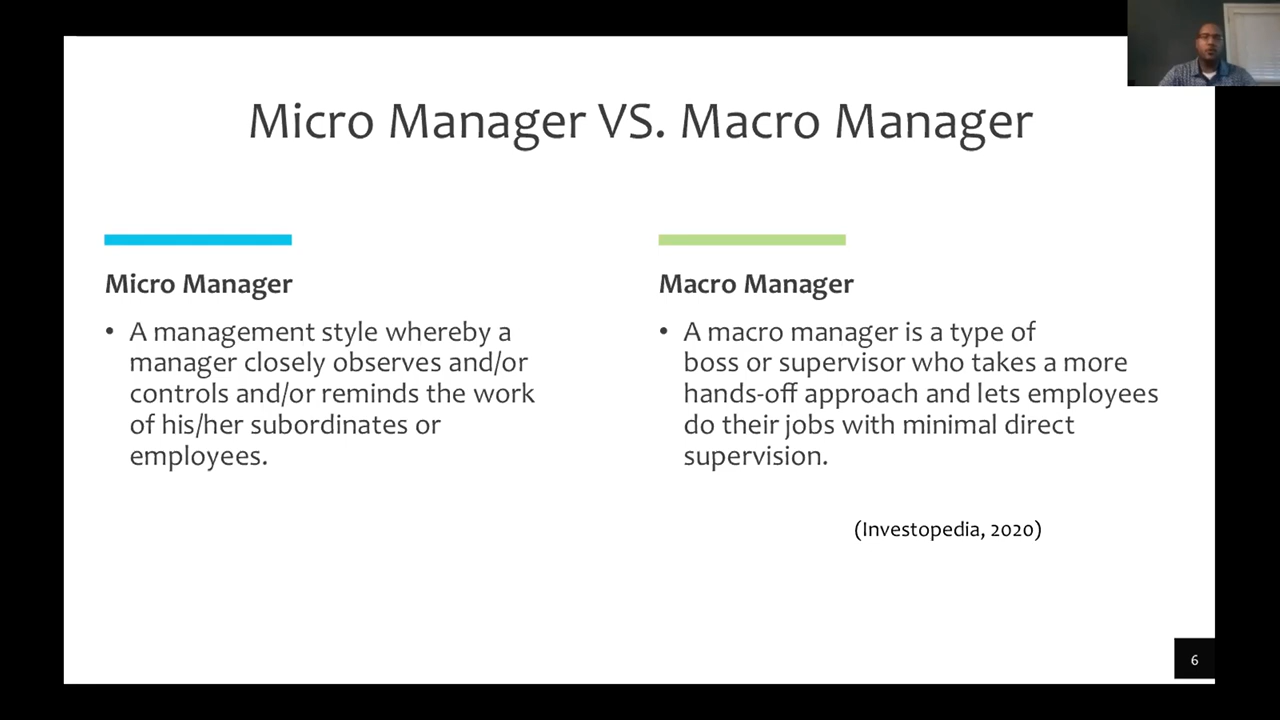 Micro Manager VS. Macro Manager
Micro Manager
• A management style whereby a
manager closely observes and/or
controls and/or reminds the work
of his/her subordinates or
employees.
Macro Manager
• A macro manager is a type of
boss or supervisor who takes a more
hands-off approach and lets employees
do their jobs with minimal direct
supervision.
(Investopedia, 2020)
6